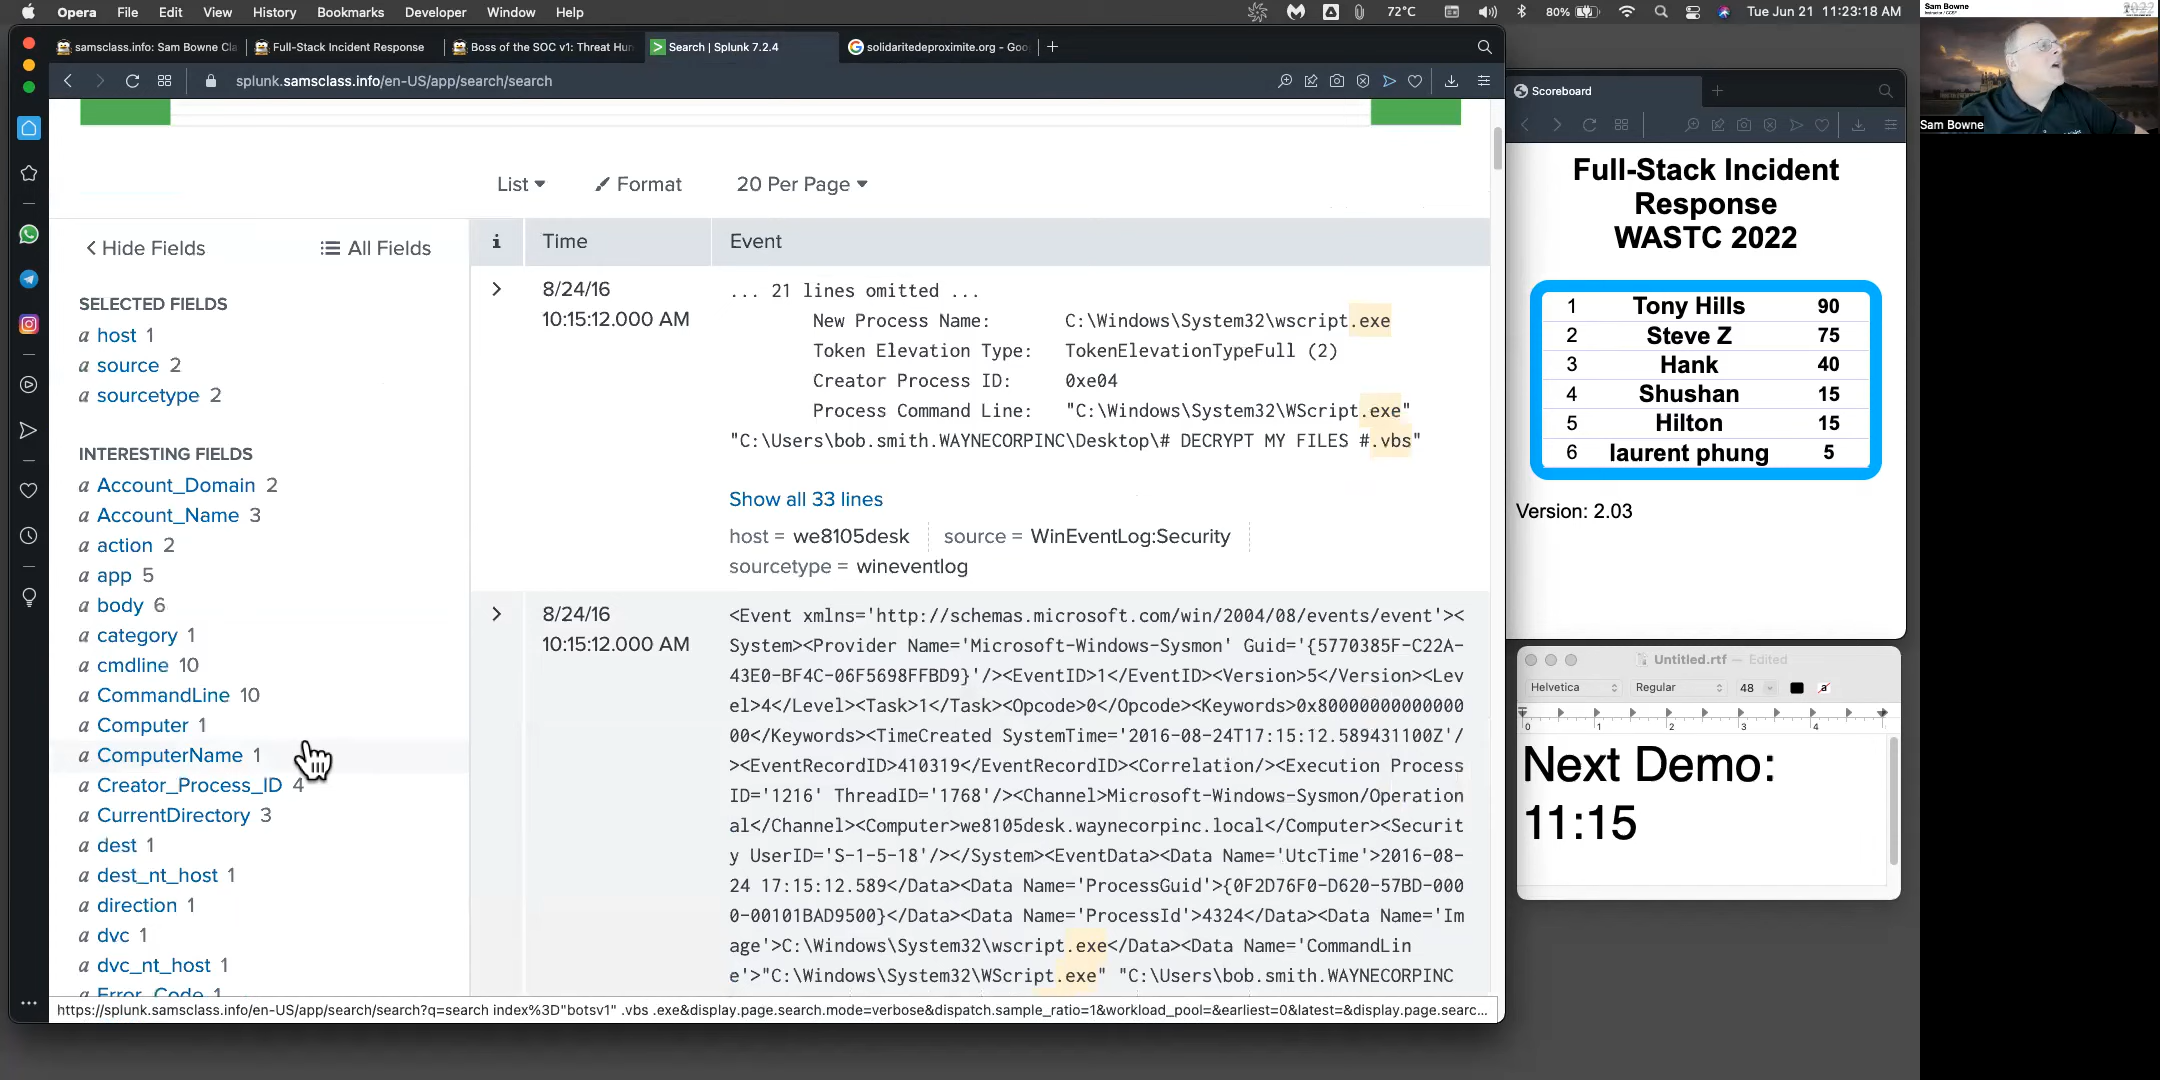 Opera File Edit View History Bookmarks Developer Window Help
72°C 80% Tue Jun 21 11:23:18 AM
samsclass.info: Sam Bowne Cla
Full-Stack Incident Response
Boss of the SOC v1: Threat Hun
Search | Splunk 7.2.4
solidaritedeproximite.org - Goo
splunk.samsclass.info/en-US/app/search/search
List Format 20 Per Page
Hide Fields All Fields
SELECTED FIELDS
a host 1
a source 2
a sourcetype 2
INTERESTING FIELDS
a Account_Domain 2
a Account_Name 3
a action 2
a app 5
a body 6
a category 1
a cmdline 10
a CommandLine 10
a Computer 1
a ComputerName 1
a Creator_Process_ID 4
a CurrentDirectory 3
a dest 1
a dest_nt_host 1
a direction 1
a dvc 1
a dvc_nt_host 1
a Error_Code 1
i Time Event
8/24/16
10:15:12.000 AM
... 21 lines omitted ...
New Process Name: C:\Windows\System32\wscript.exe
Token Elevation Type: TokenElevationTypeFull (2)
Creator Process ID: 0xe04
Process Command Line: "C:\Windows\System32\WScript.exe"
"C:\Users\bob.smith.WAYNECORPINC\Desktop\# DECRYPT MY FILES #.vbs"
Show all 33 lines
host = we8105desk source = WinEventLog:Security
sourcetype = wineventlog
8/24/16
10:15:12.000 AM
<Event xmlns='http://schemas.microsoft.com/win/2004/08/events/event'><
System><Provider Name='Microsoft-Windows-Sysmon' Guid='{5770385F-C22A-
43E0-BF4C-06F5698FFBD9}'/><EventID>1</EventID><Version>5</Version><Lev
el>4</Level><Task>1</Task><Opcode>0</Opcode><Keywords>0x80000000000000
00</Keywords><TimeCreated SystemTime='2016-08-24T17:15:12.589431100Z'/
><EventRecordID>410319</EventRecordID><Correlation/><Execution Process
ID='1216' ThreadID='1768'/><Channel>Microsoft-Windows-Sysmon/Operation
al</Channel><Computer>we8105desk.waynecorpinc.local</Computer><Securit
y UserID='S-1-5-18'/></System><EventData><Data Name='UtcTime'>2016-08-
24 17:15:12.589</Data><Data Name='ProcessGuid'>{0F2D76F0-D620-57BD-000
0-00101BAD9500}</Data><Data Name='ProcessId'>4324</Data><Data Name='Im
age'>C:\Windows\System32\wscript.exe</Data><Data Name='CommandLin
e'>"C:\Windows\System32\WScript.exe" "C:\Users\bob.smith.WAYNECORPINC
https://splunk.samsclass.info/en-US/app/search/search?q=search index%3D"botsv1" .vbs .exe&display.page.search.mode=verbose&dispatch.sample_ratio=1&workload_pool=&earliest=0&latest=&display.page.searc...
Scoreboard
Full-Stack Incident
Response
WASTC 2022
1 Tony Hills 90
2 Steve Z 75
3 Hank 40
4 Shushan 15
5 Hilton 15
6 laurent phung 5
Version: 2.03
Untitled.rtf — Edited
Helvetica Regular 48 a
0 1 2 3 4
Next Demo:
11:15
Sam Bowne
Sam Bowne